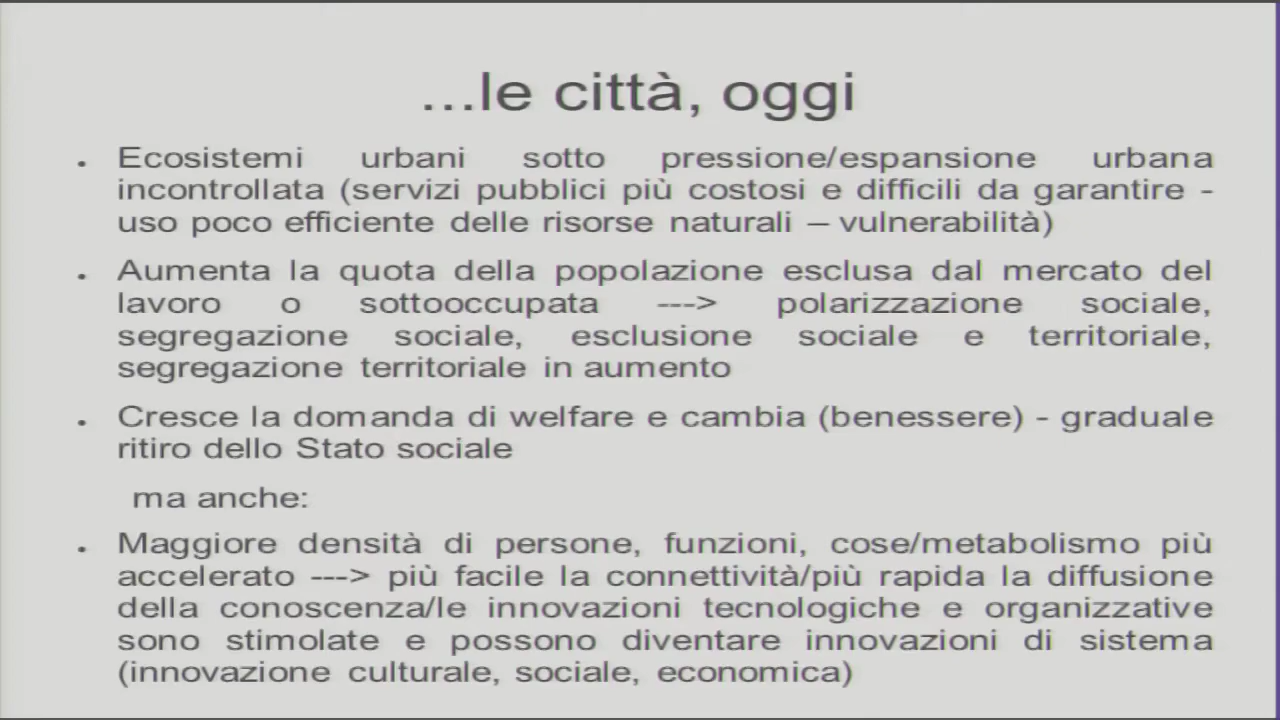 ...le città, oggi
• Ecosistemi urbani sotto pressione/espansione urbana
incontrollata (servizi pubblici più costosi e difficili da garantire -
uso poco efficiente delle risorse naturali – vulnerabilità)
• Aumenta la quota della popolazione esclusa dal mercato del
lavoro o sottooccupata ---> polarizzazione sociale,
segregazione sociale, esclusione sociale e territoriale,
segregazione territoriale in aumento
• Cresce la domanda di welfare e cambia (benessere) - graduale
ritiro dello Stato sociale
ma anche:
• Maggiore densità di persone, funzioni, cose/metabolismo più
accelerato ---> più facile la connettività/più rapida la diffusione
della conoscenza/le innovazioni tecnologiche e organizzative
sono stimolate e possono diventare innovazioni di sistema
(innovazione culturale, sociale, economica)